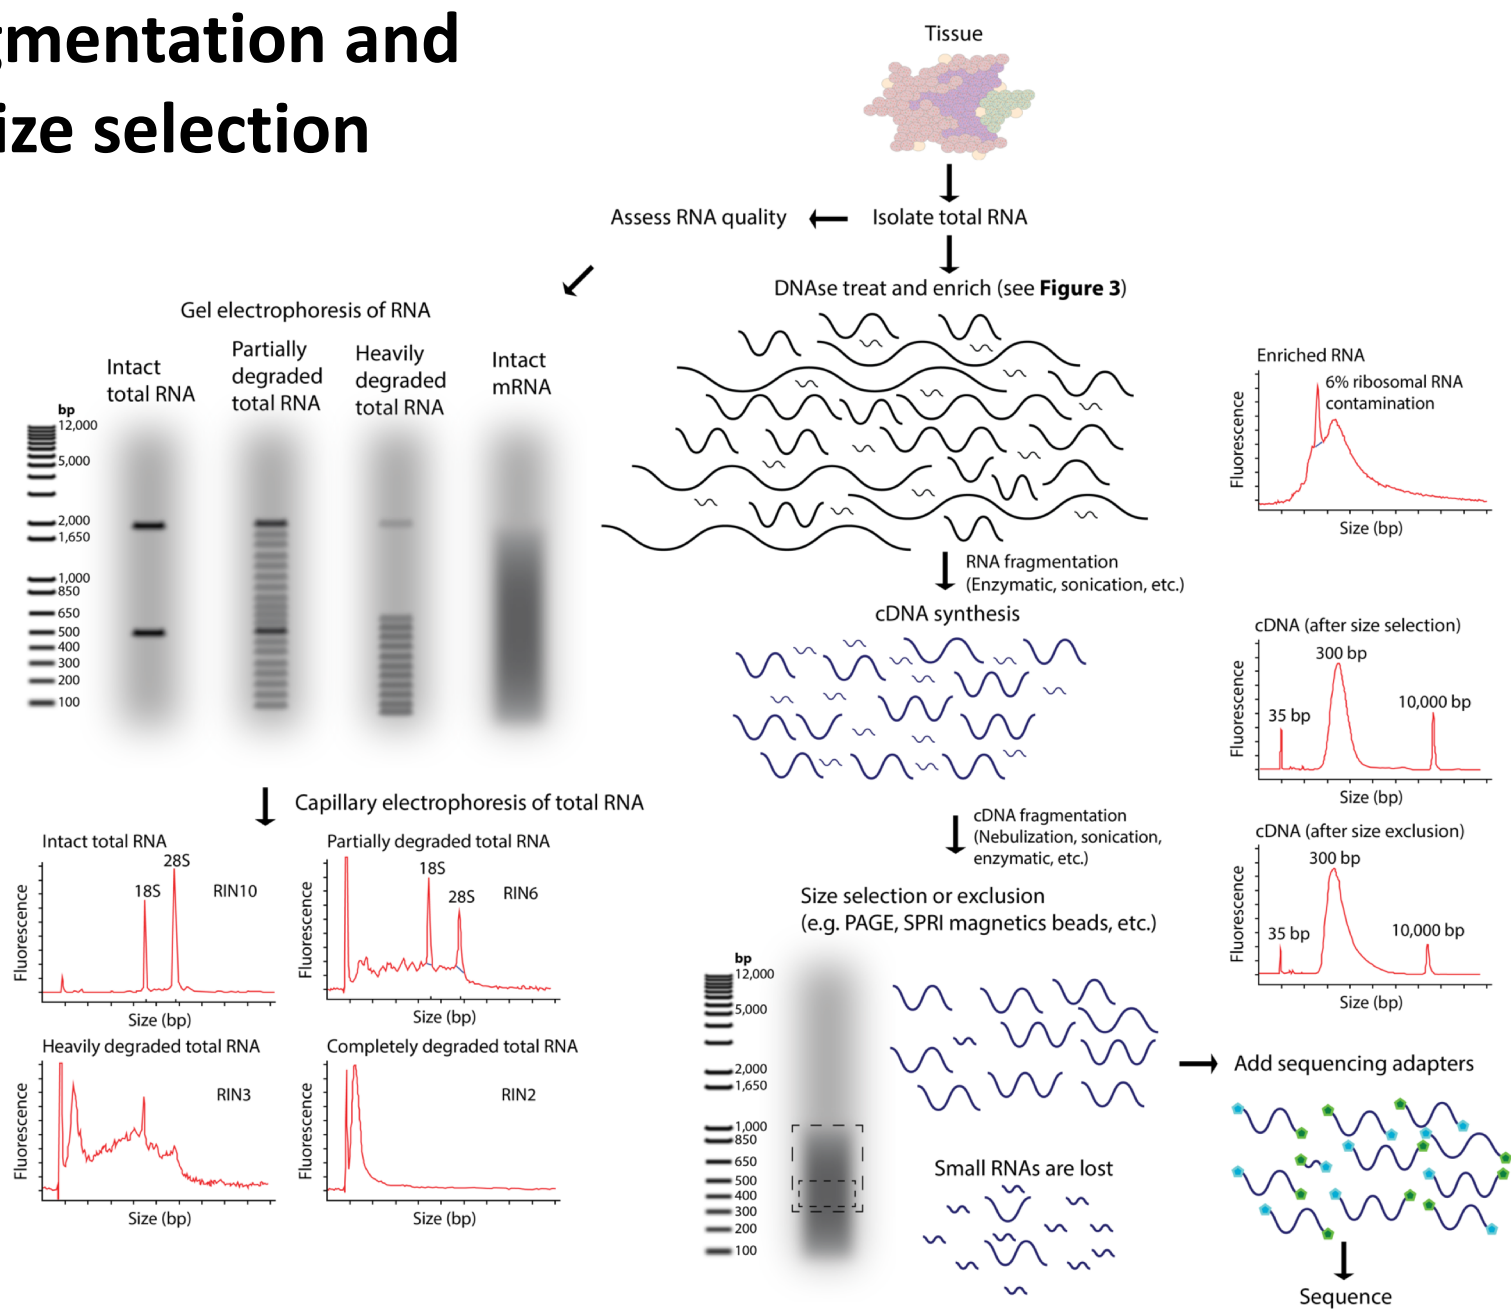 gmentation and
ize selection
Tissue
Assess RNA quality
Isolate total RNA
DNAse treat and enrich (see Figure 3)
Gel electrophoresis of RNA
Intact
total RNA
Partially
degraded
total RNA
Heavily
degraded
total RNA
Intact
mRNA
bp
12,000
5,000
2,000
1,650
1,000
850
650
500
400
300
200
100
Enriched RNA
6% ribosomal RNA
contamination
Fluorescence
Size (bp)
RNA fragmentation
(Enzymatic, sonication, etc.)
cDNA synthesis
cDNA (after size selection)
300 bp
35 bp
10,000 bp
Fluorescence
Size (bp)
Capillary electrophoresis of total RNA
Intact total RNA
28S
18S
RIN10
Fluorescence
Size (bp)
Partially degraded total RNA
18S
28S
RIN6
Fluorescence
Size (bp)
Heavily degraded total RNA
RIN3
Fluorescence
Size (bp)
Completely degraded total RNA
RIN2
Fluorescence
Size (bp)
cDNA fragmentation
(Nebulization, sonication,
enzymatic, etc.)
cDNA (after size exclusion)
300 bp
35 bp
10,000 bp
Fluorescence
Size (bp)
Size selection or exclusion
(e.g. PAGE, SPRI magnetics beads, etc.)
bp
12,000
5,000
2,000
1,650
1,000
850
650
500
400
300
200
100
Small RNAs are lost
Add sequencing adapters
Sequence